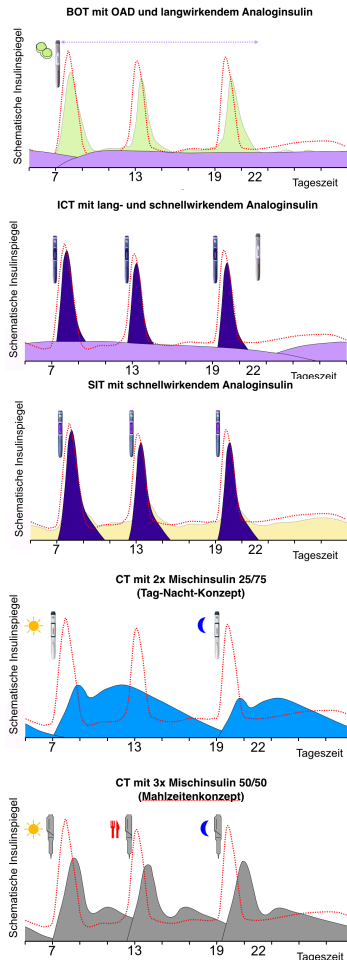 BOT mit OAD und langwirkendem Analoginsulin
Schematische Insulinspiegel
7 13 19 22 Tageszeit
ICT mit lang- und schnellwirkendem Analoginsulin
Schematische Insulinspiegel
7 13 19 22 Tageszeit
SIT mit schnellwirkendem Analoginsulin
Schematische Insulinspiegel
7 13 19 22 Tageszeit
CT mit 2x Mischinsulin 25/75
(Tag-Nacht-Konzept)
Schematische Insulinspiegel
7 13 19 22 Tageszeit
CT mit 3x Mischinsulin 50/50
(Mahlzeitenkonzept)
Schematische Insulinspiegel
7 13 19 22 Tageszeit